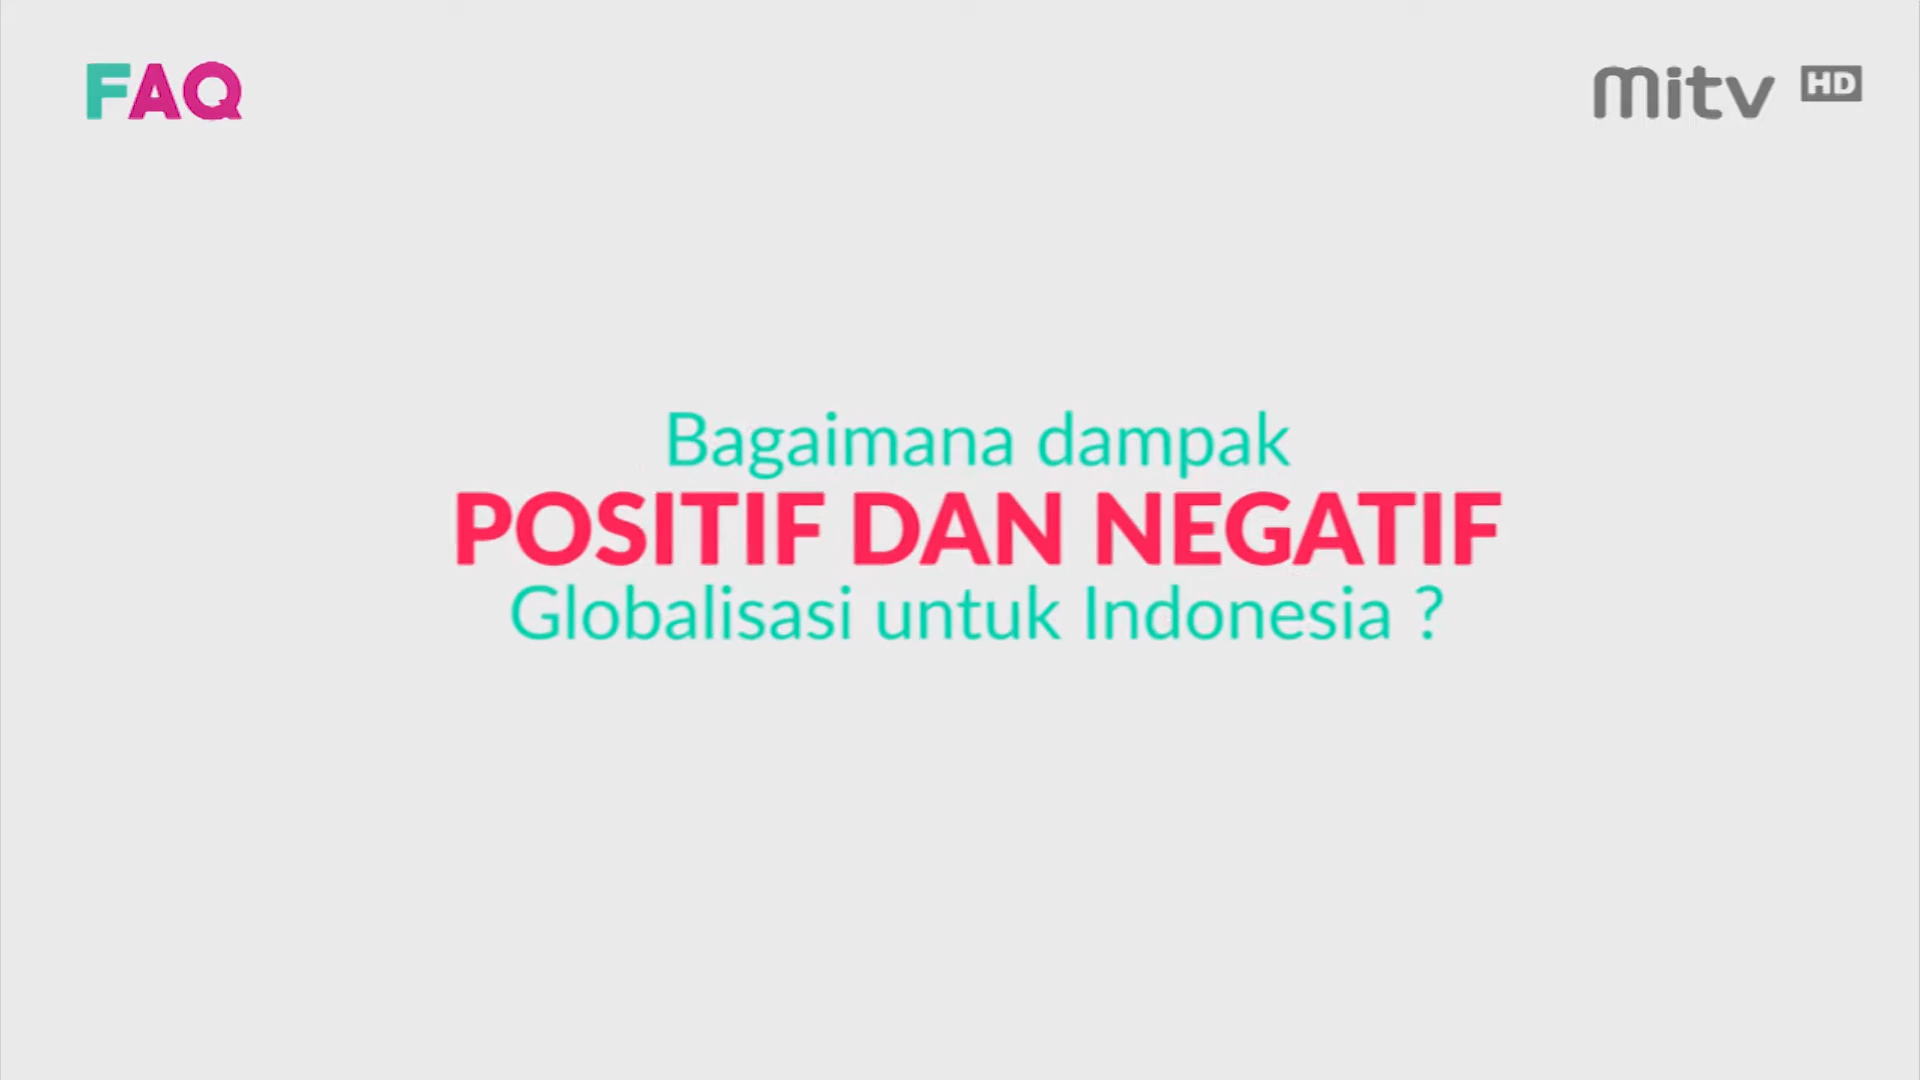 FAQ
mitv HD
Bagaimana dampak
POSITIF DAN NEGATIF
Globalisasi untuk Indonesia ?